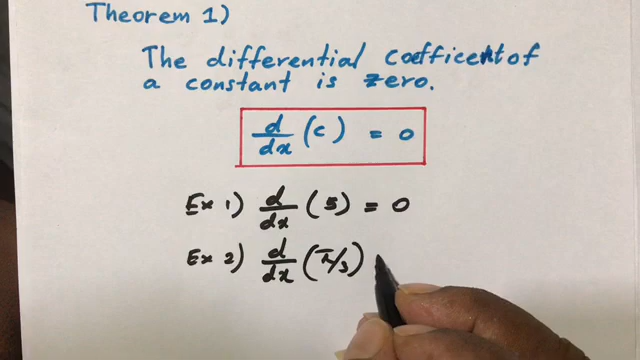 Theorem 1)
The differential coefficent of
a constant is zero.
d/dx (c) = 0
Ex 1) d/dx (5) = 0
Ex 2) d/dx (π/3)